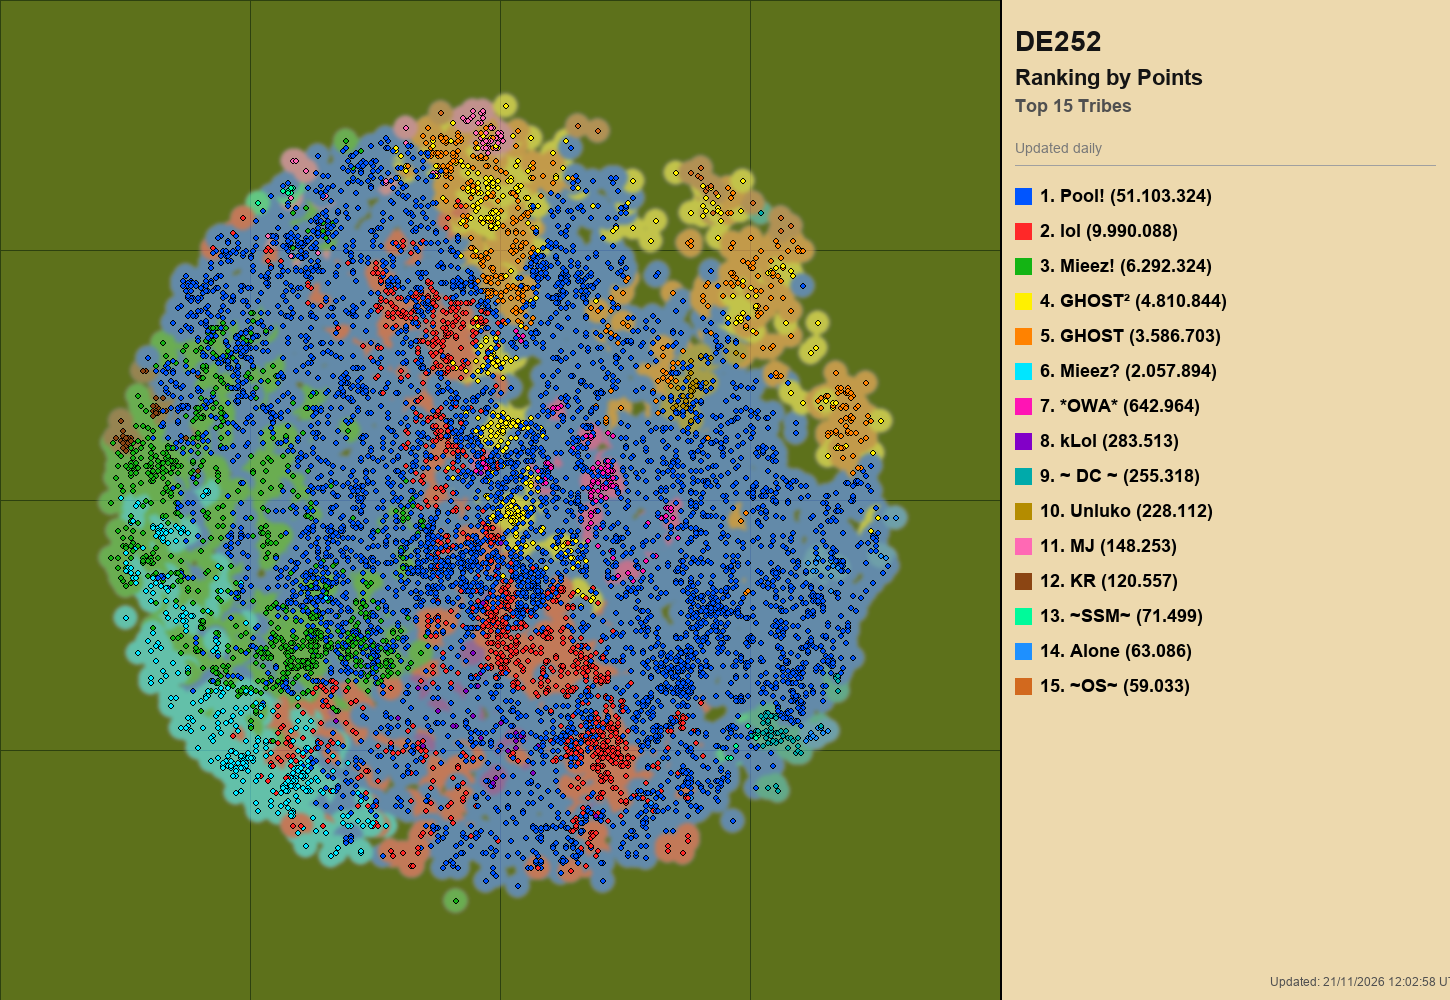 DE252
Ranking by Points
Top 15 Tribes
Updated daily
1. Pool! (51.103.324)
2. lol (9.990.088)
3. Mieez! (6.292.324)
4. GHOST² (4.810.844)
5. GHOST (3.586.703)
6. Mieez? (2.057.894)
7. *OWA* (642.964)
8. kLol (283.513)
9. ~ DC ~ (255.318)
10. Unluko (228.112)
11. MJ (148.253)
12. KR (120.557)
13. ~SSM~ (71.499)
14. Alone (63.086)
15. ~OS~ (59.033)
Updated: 21/11/2026 12:02:58 U